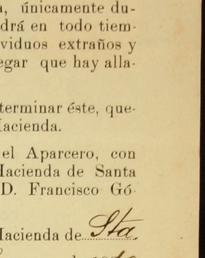 a, únicamente du-
drá en todo tiem-
viduos extraños y
egar que hay alla-
terminar éste, que-
Hacienda.
el Aparcero, con
Hacienda de Santa
D. Francisco Gó-
Hacienda de Sta.